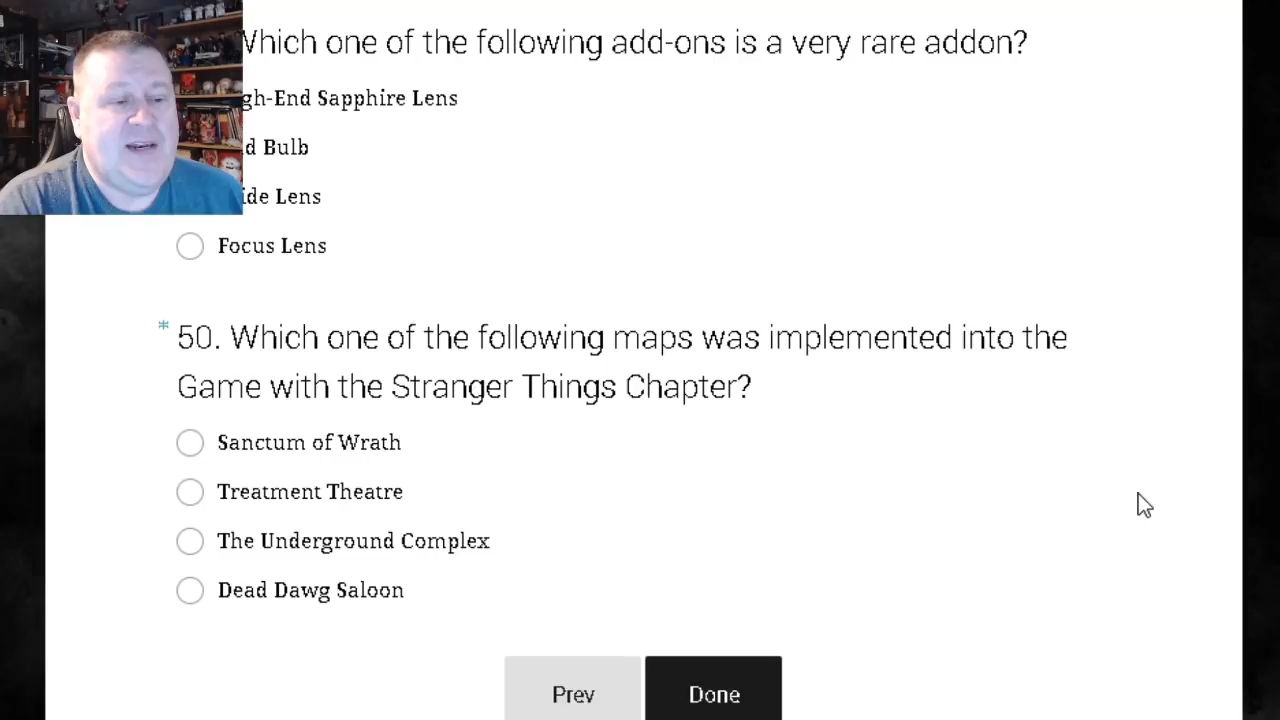 Which one of the following add-ons is a very rare addon?
gh-End Sapphire Lens
d Bulb
ide Lens
Focus Lens
* 50. Which one of the following maps was implemented into the
Game with the Stranger Things Chapter?
Sanctum of Wrath
Treatment Theatre
The Underground Complex
Dead Dawg Saloon
Prev
Done